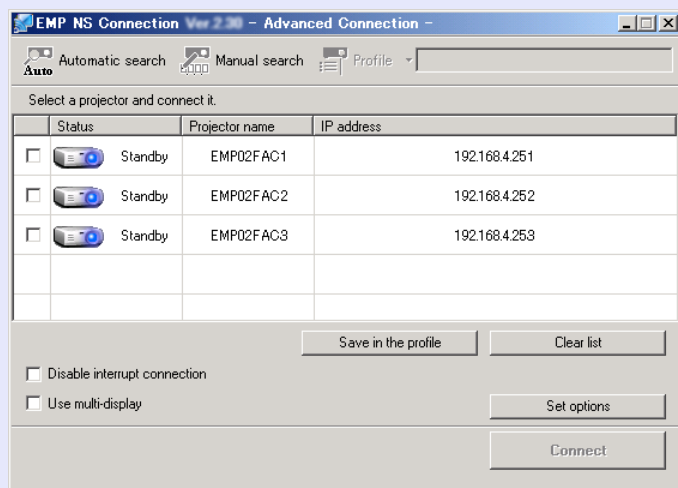 EMP NS Connection Ver 2.30 - Advanced Connection -
Auto Automatic search Manual search Profile
Select a projector and connect it.
Status Projector name IP address
Standby EMP02FAC1 192.168.4.251
Standby EMP02FAC2 192.168.4.252
Standby EMP02FAC3 192.168.4.253
Save in the profile Clear list
Disable interrupt connection
Use multi-display
Set options
Connect